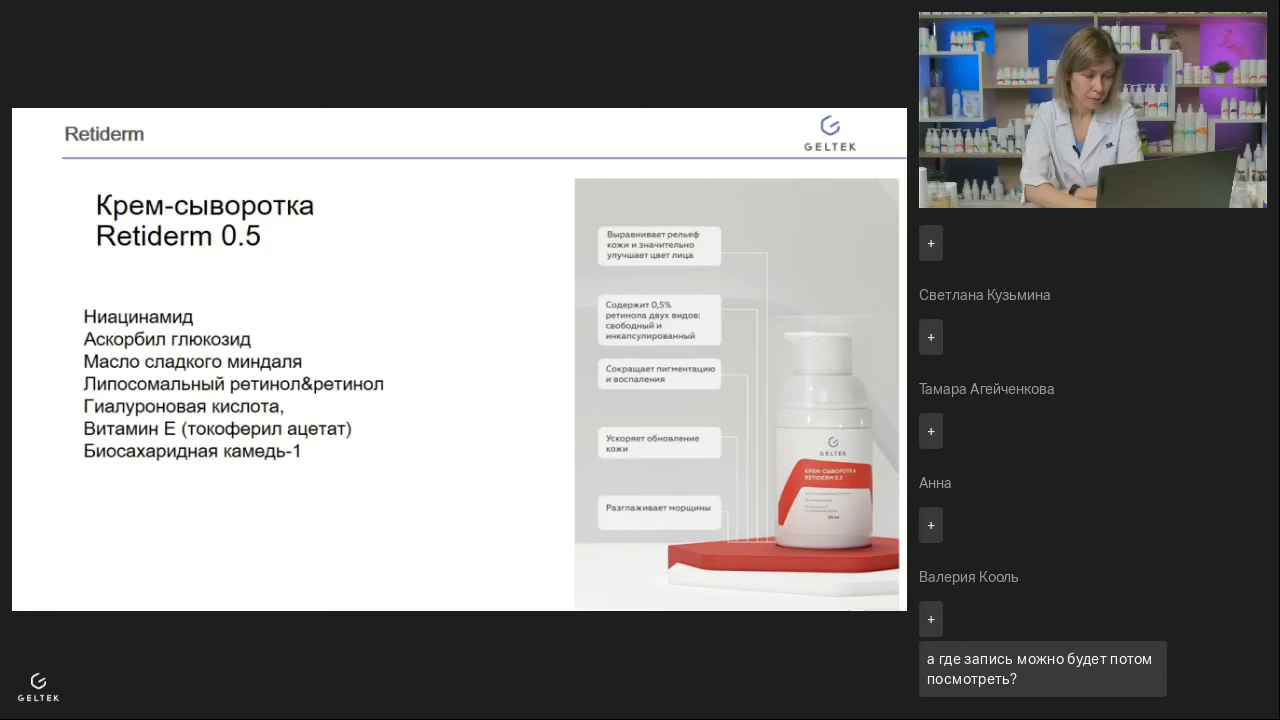 Retiderm
GELTEK
Крем-сыворотка
Retiderm 0.5
Ниацинамид
Аскорбил глюкозид
Масло сладкого миндаля
Липосомальный ретинол&ретинол
Гиалуроновая кислота,
Витамин Е (токоферил ацетат)
Биосахаридная камедь-1
Выравнивает рельеф
кожи и значительно
улучшает цвет лица
Содержит 0,5%
ретинола двух видов:
свободный и
инкапсулированный
Сокращает пигментацию
и воспаления
Ускоряет обновление
кожи
Разглаживает морщины
GELTEK
КРЕМ-СЫВОРОТКА
RETIDERM 0.5
GELTEK
+
Светлана Кузьмина
+
Тамара Агейченкова
+
Анна
+
Валерия Кооль
+
а где запись можно будет потом
посмотреть?